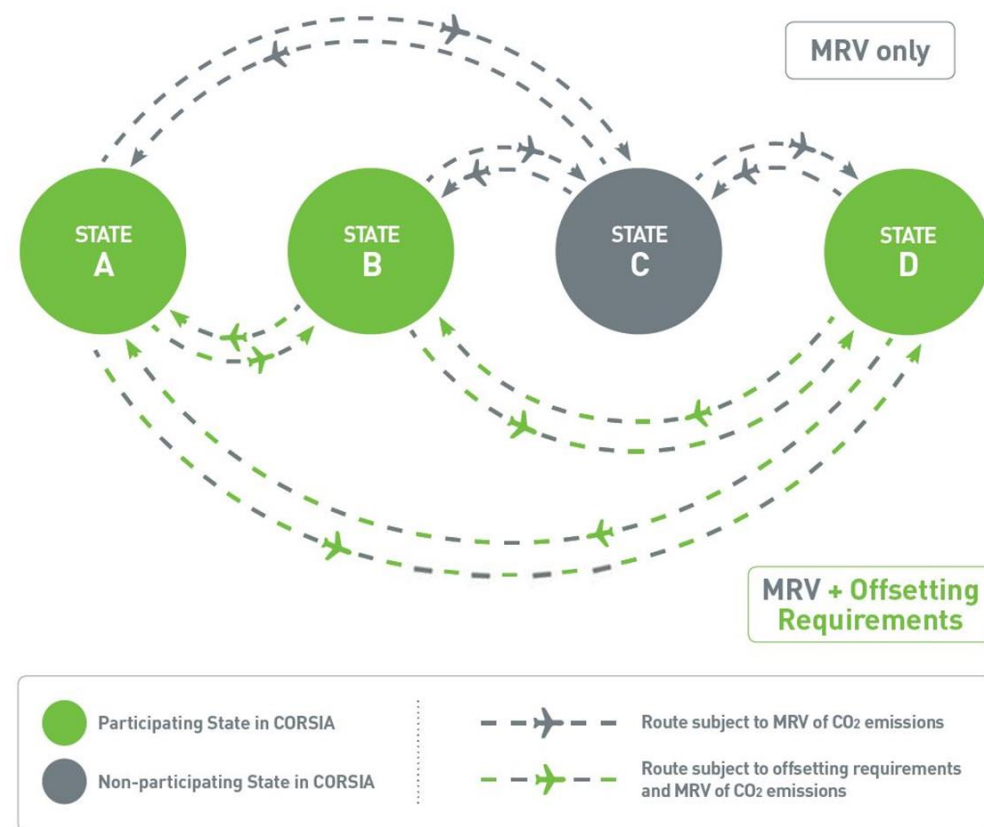 MRV only
STATE
A
STATE
B
STATE
C
STATE
D
MRV + Offsetting
Requirements
Participating State in CORSIA
Non-participating State in CORSIA
Route subject to MRV of CO₂ emissions
Route subject to offsetting requirements
and MRV of CO₂ emissions